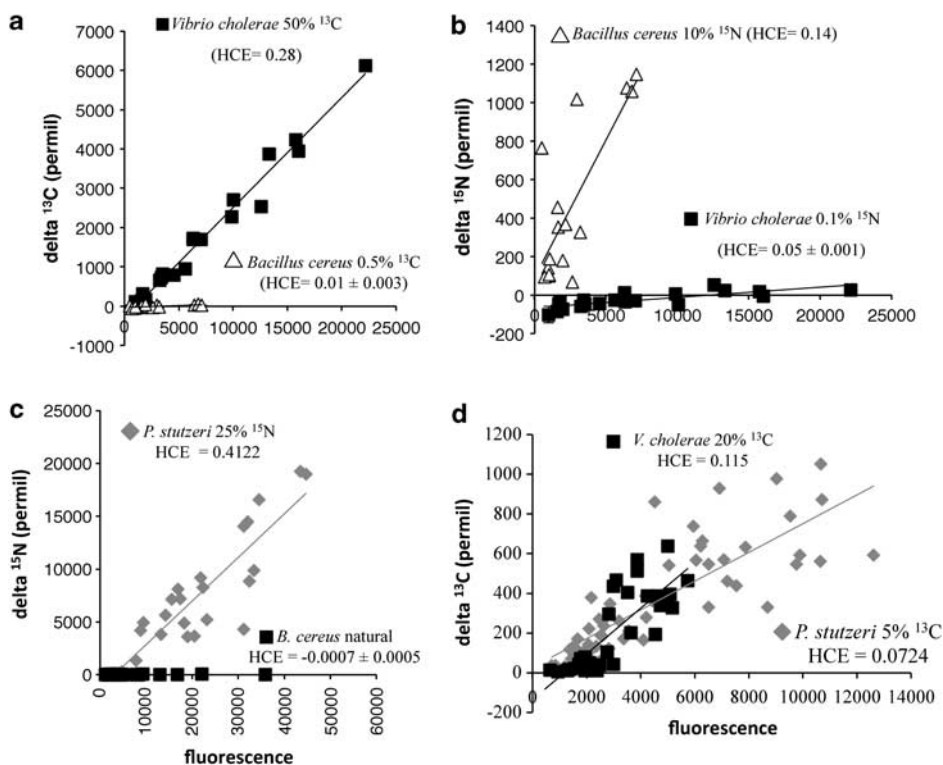 a
Vibrio cholerae 50% ¹³C
(HCE= 0.28)
delta ¹³C (permil)
7000
6000
5000
4000
3000
2000
1000
0
-1000
0 5000 10000 15000 20000 25000
Bacillus cereus 0.5% ¹³C
(HCE= 0.01 ± 0.003)
b
Bacillus cereus 10% ¹⁵N (HCE= 0.14)
delta ¹⁵N (permil)
1400
1200
1000
800
600
400
200
0
-200
0 5000 10000 15000 20000 25000
Vibrio cholerae 0.1% ¹⁵N
(HCE= 0.05 ± 0.001)
c
P. stutzeri 25% ¹⁵N
HCE = 0.4122
delta ¹⁵N (permil)
25000
20000
15000
10000
5000
0
B. cereus natural
HCE = -0.0007 ± 0.0005
0 10000 20000 30000 40000 50000 60000
fluorescence
d
V. cholerae 20% ¹³C
HCE = 0.115
delta ¹³C (permil)
1200
1000
800
600
400
200
0
-200
P. stutzeri 5% ¹³C
HCE = 0.0724
0 2000 4000 6000 8000 10000 12000 14000
fluorescence